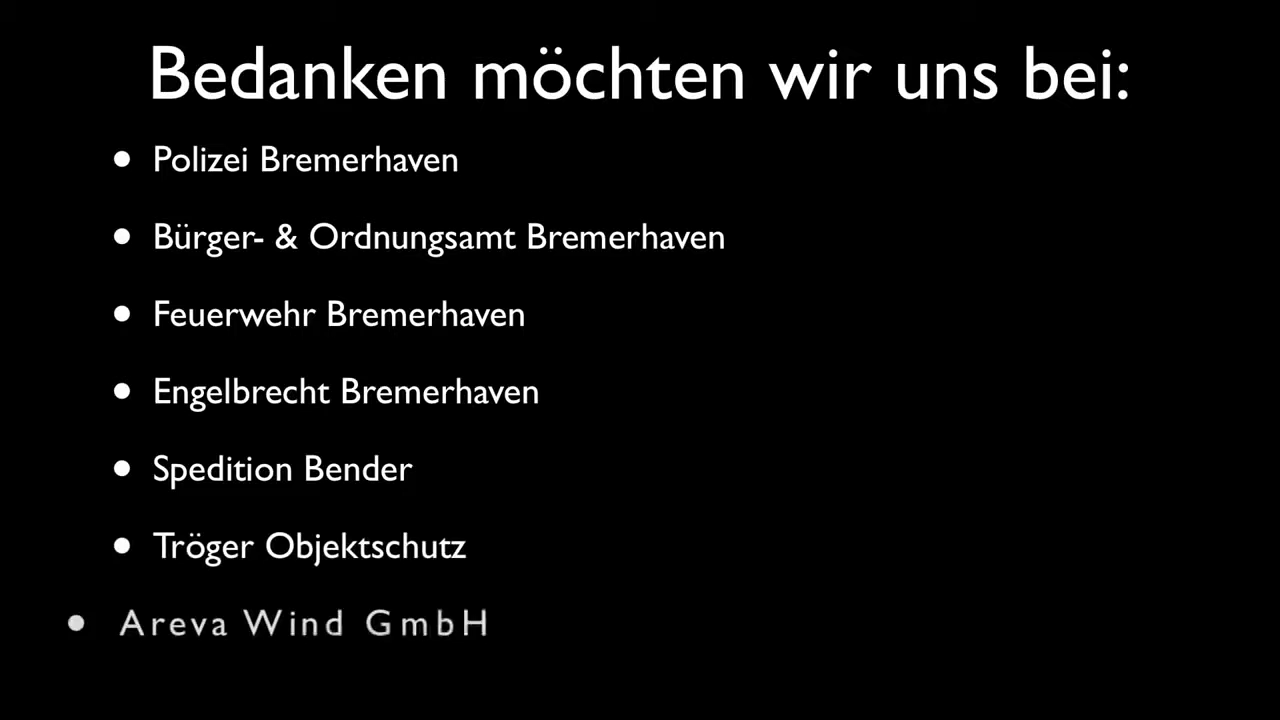 Bedanken möchten wir uns bei:
• Polizei Bremerhaven
• Bürger- & Ordnungsamt Bremerhaven
• Feuerwehr Bremerhaven
• Engelbrecht Bremerhaven
• Spedition Bender
• Tröger Objektschutz
• Areva Wind GmbH